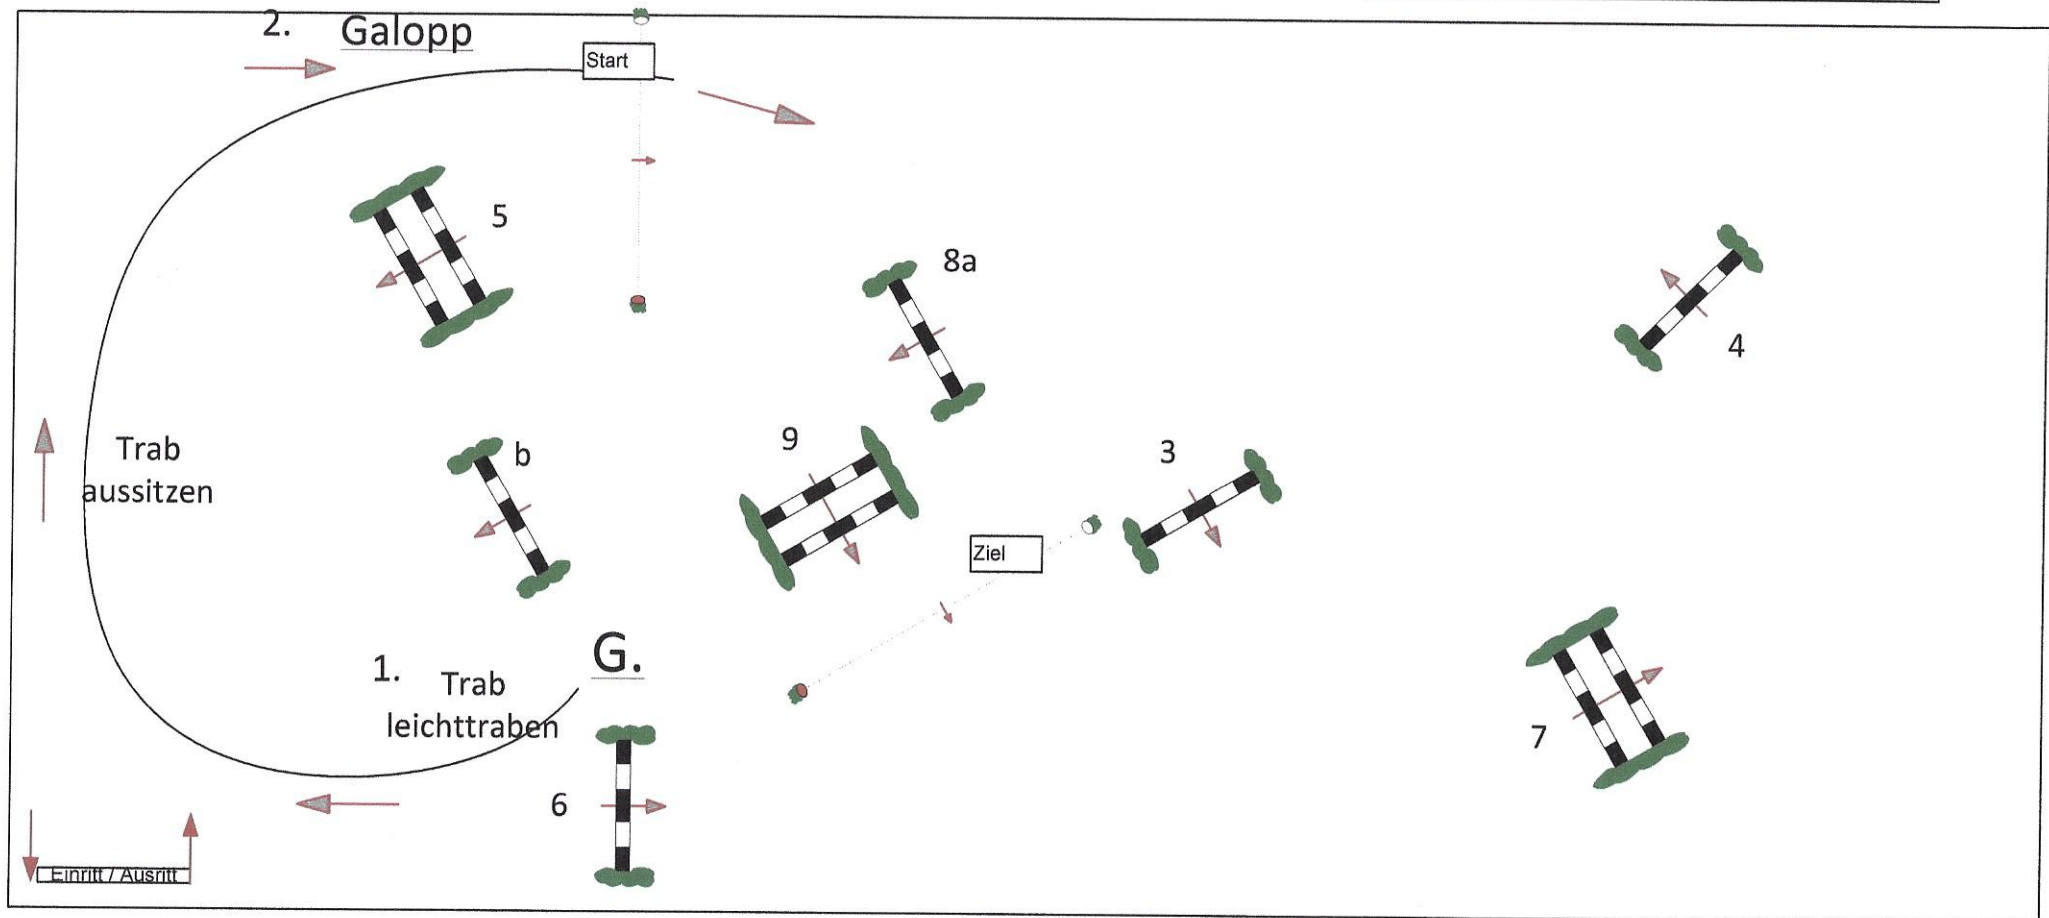 2. Galopp
Start
5
8a
4
Trab
aussitzen
b
9
3
Ziel
G.
1. Trab
leichttraben
7
6
Einritt / Ausritt